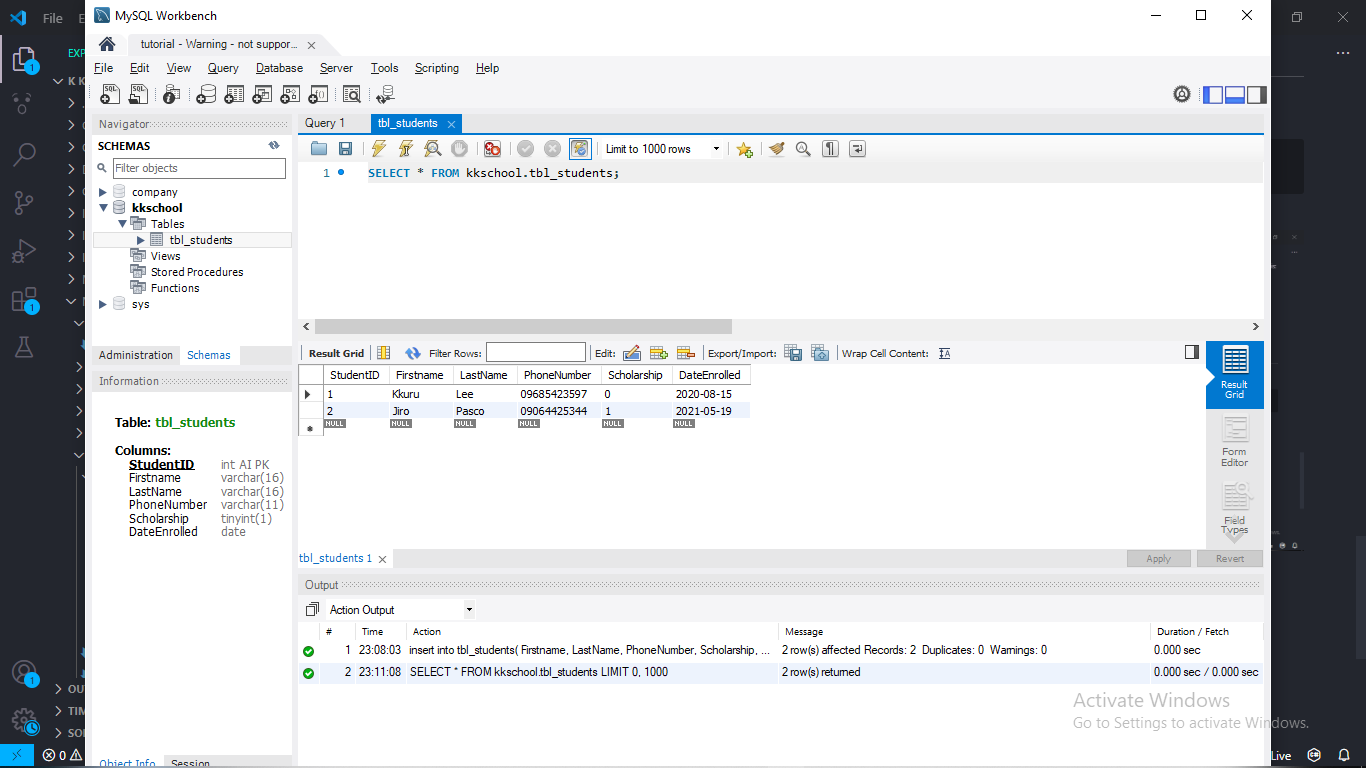 File
MySQL Workbench
tutorial - Warning - not suppor...
File Edit View Query Database Server Tools Scripting Help
Navigator
SCHEMAS
Filter objects
company
kkschool
Tables
tbl_students
Views
Stored Procedures
Functions
sys
Administration Schemas
Information
Table: tbl_students
Columns:
StudentID int AI PK
Firstname varchar(16)
LastName varchar(16)
PhoneNumber varchar(11)
Scholarship tinyint(1)
DateEnrolled date
Object Info Session
Query 1 tbl_students
Limit to 1000 rows
1 SELECT * FROM kkschool.tbl_students;
Result Grid Filter Rows: Edit: Export/Import: Wrap Cell Content:
StudentID Firstname LastName PhoneNumber Scholarship DateEnrolled
1 Kkuru Lee 09685423597 0 2020-08-15
2 Jiro Pasco 09064425344 1 2021-05-19
NULL NULL NULL NULL NULL NULL
Result Grid
Form Editor
Field Types
tbl_students 1 Apply Revert
Output
Action Output
# Time Action Message Duration / Fetch
1 23:08:03 insert into tbl_students( Firstname, LastName, PhoneNumber, Scholarship, ... 2 row(s) affected Records: 2 Duplicates: 0 Warnings: 0 0.000 sec
2 23:11:08 SELECT * FROM kkschool.tbl_students LIMIT 0, 1000 2 row(s) returned 0.000 sec / 0.000 sec
Activate Windows
Go to Settings to activate Windows.
0
Live